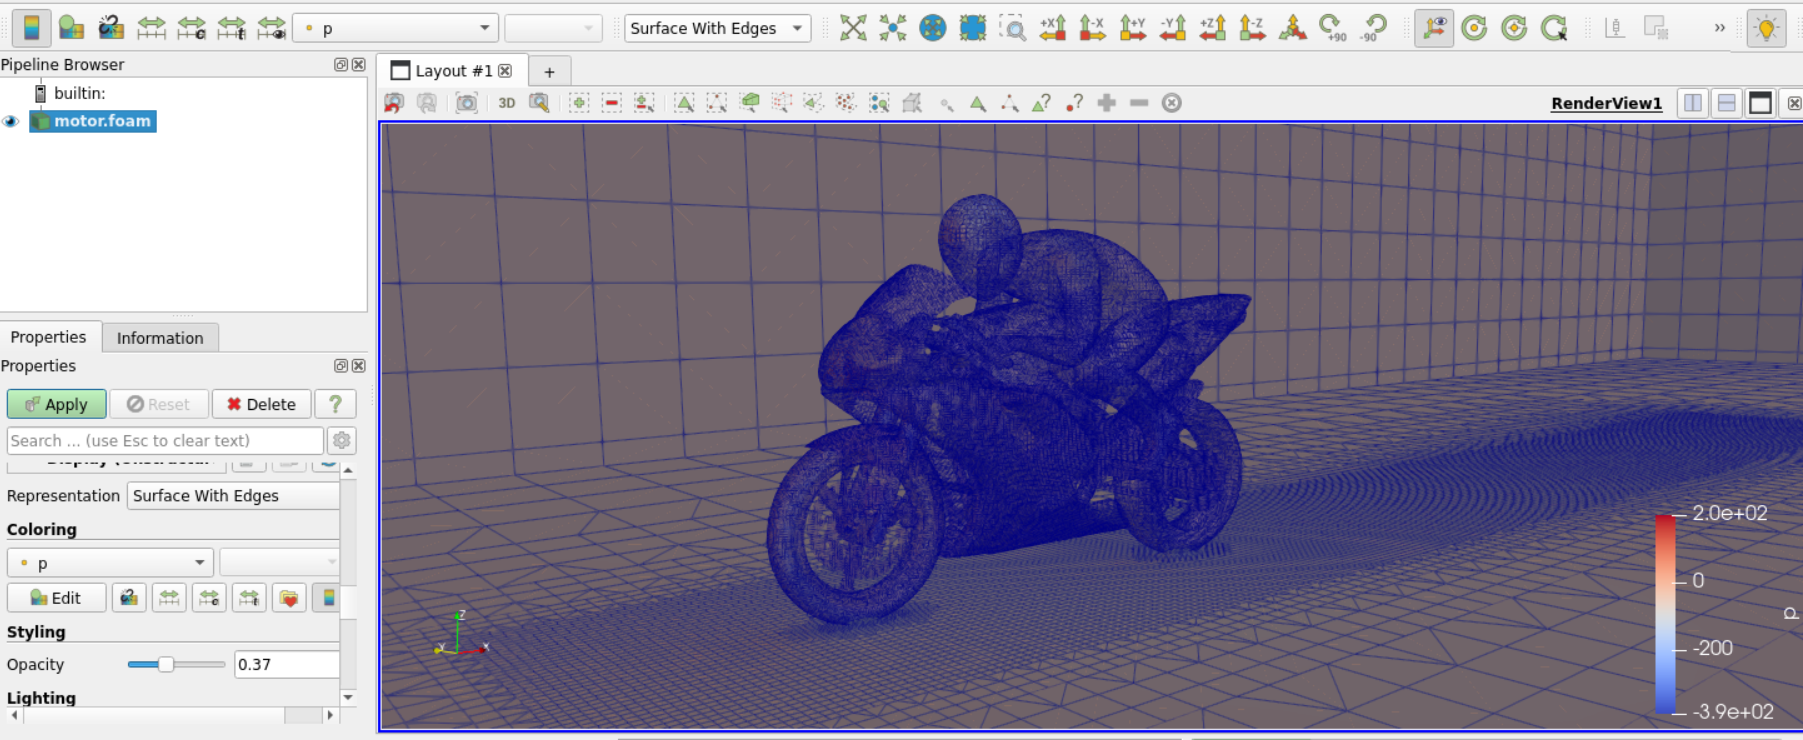 p
Surface With Edges
+X
-X
+Y
-Y
+Z
-Z
+90
-90
»
Pipeline Browser
builtin:
motor.foam
Layout #1
+
3D
RenderView1
Properties
Information
Properties
Apply
Reset
Delete
?
Search ... (use Esc to clear text)
Representation
Surface With Edges
Coloring
p
Edit
Styling
Opacity
0.37
Lighting
Z
Y
X
2.0e+02
0
-200
-3.9e+02
p